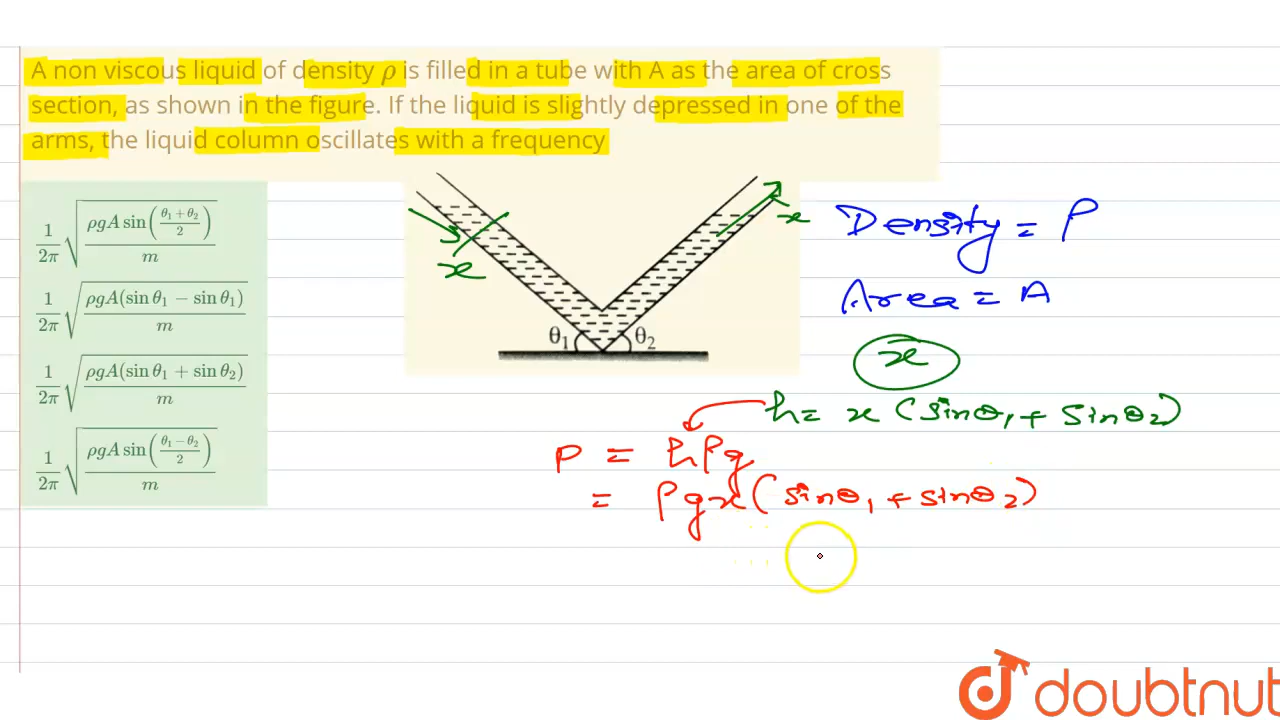 A non viscous liquid of density ρ is filled in a tube with A as the area of cross
section, as shown in the figure. If the liquid is slightly depressed in one of the
arms, the liquid column oscillates with a frequency
1/2π √(ρgA sin((θ₁ + θ₂)/2)/m)
1/2π √(ρgA(sin θ₁ − sin θ₁)/m)
1/2π √(ρgA(sin θ₁ + sin θ₂)/m)
1/2π √(ρgA sin((θ₁ − θ₂)/2)/m)
x
x
θ₁ θ₂
Density = ρ
Area = A
x
h = x (sinθ₁ + sinθ₂)
P = hρg
= ρgx (sinθ₁ + sinθ₂)
doubtnut